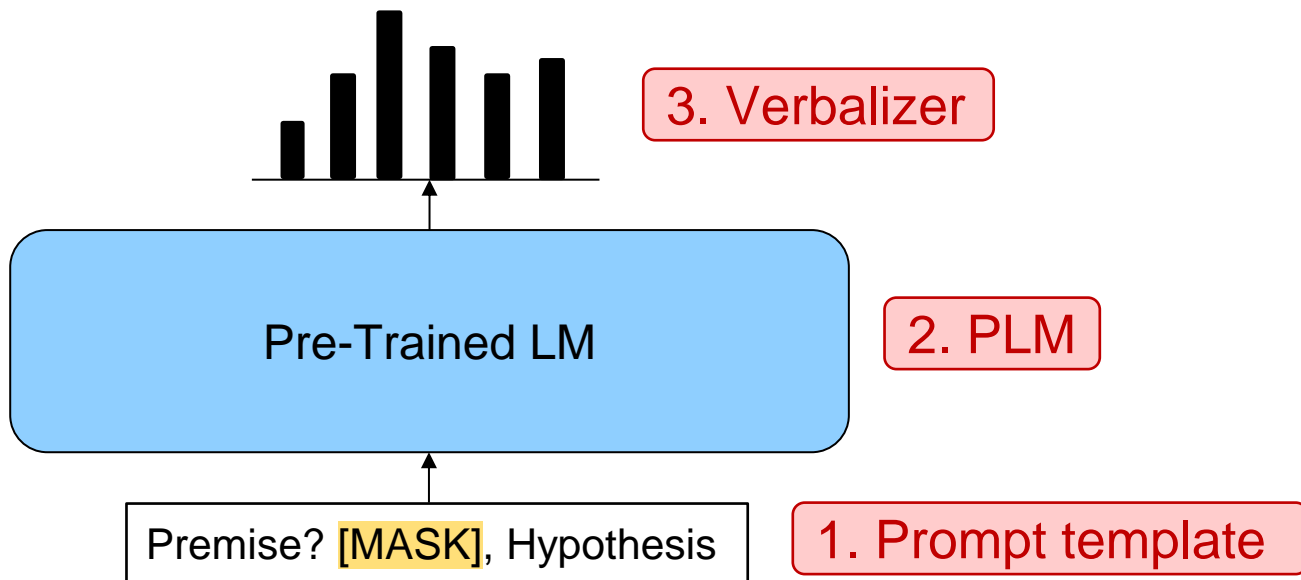 3. Verbalizer
Pre-Trained LM
2. PLM
Premise? [MASK], Hypothesis
1. Prompt template